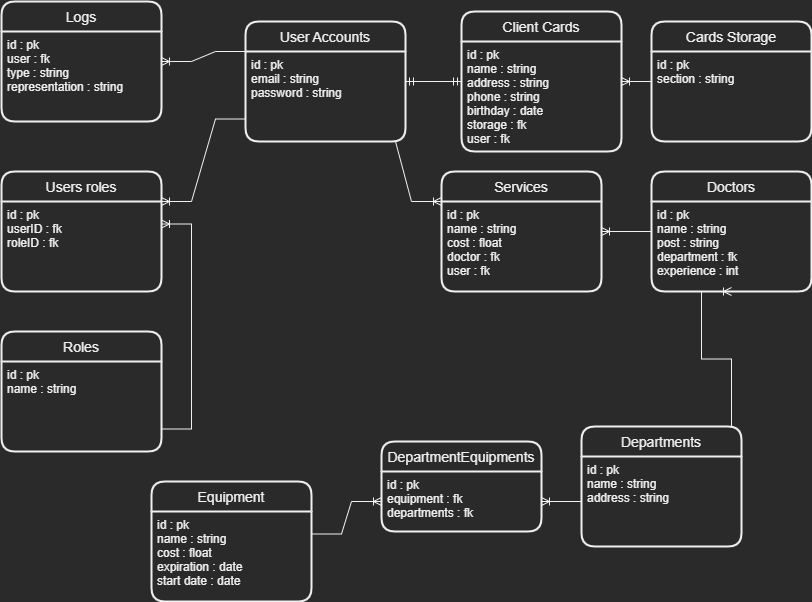 Logs
id : pk
user : fk
type : string
representation : string
User Accounts
id : pk
email : string
password : string
Client Cards
id : pk
name : string
address : string
phone : string
birthday : date
storage : fk
user : fk
Cards Storage
id : pk
section : string
Users roles
id : pk
userID : fk
roleID : fk
Services
id : pk
name : string
cost : float
doctor : fk
user : fk
Doctors
id : pk
name : string
post : string
department : fk
experience : int
Roles
id : pk
name : string
Equipment
id : pk
name : string
cost : float
expiration : date
start date : date
DepartmentEquipments
id : pk
equipment : fk
departments : fk
Departments
id : pk
name : string
address : string